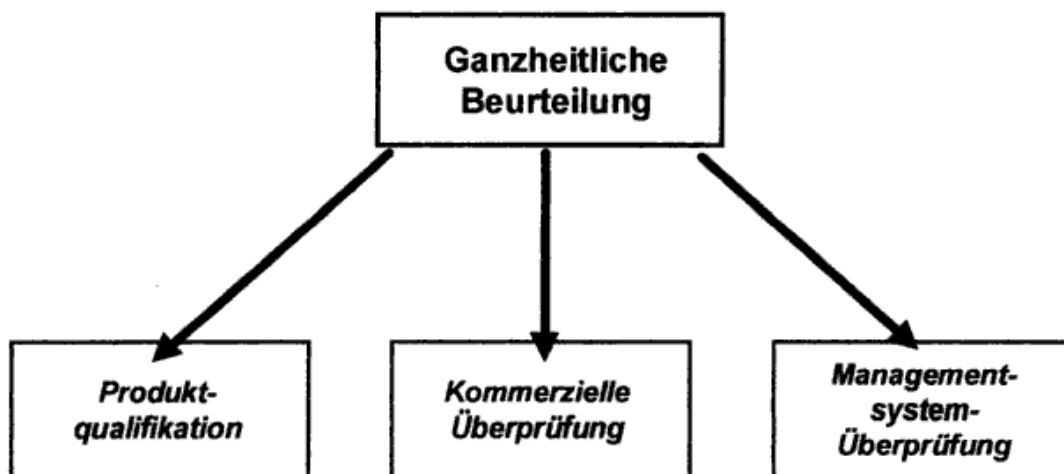 Ganzheitliche
Beurteilung
Produkt-
qualifikation
Kommerzielle
Überprüfung
Management-
system-
Überprüfung